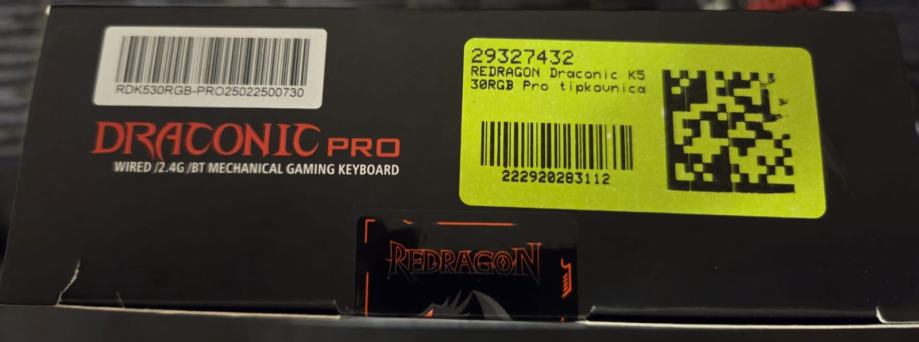 RDK530RGB-PRO25022500730
DRACONIC PRO
WIRED /2.4G /BT MECHANICAL GAMING KEYBOARD
29327432
REDRAGON Draconic K5
30RGB Pro tipkovnica
222920283112
REDRAGON